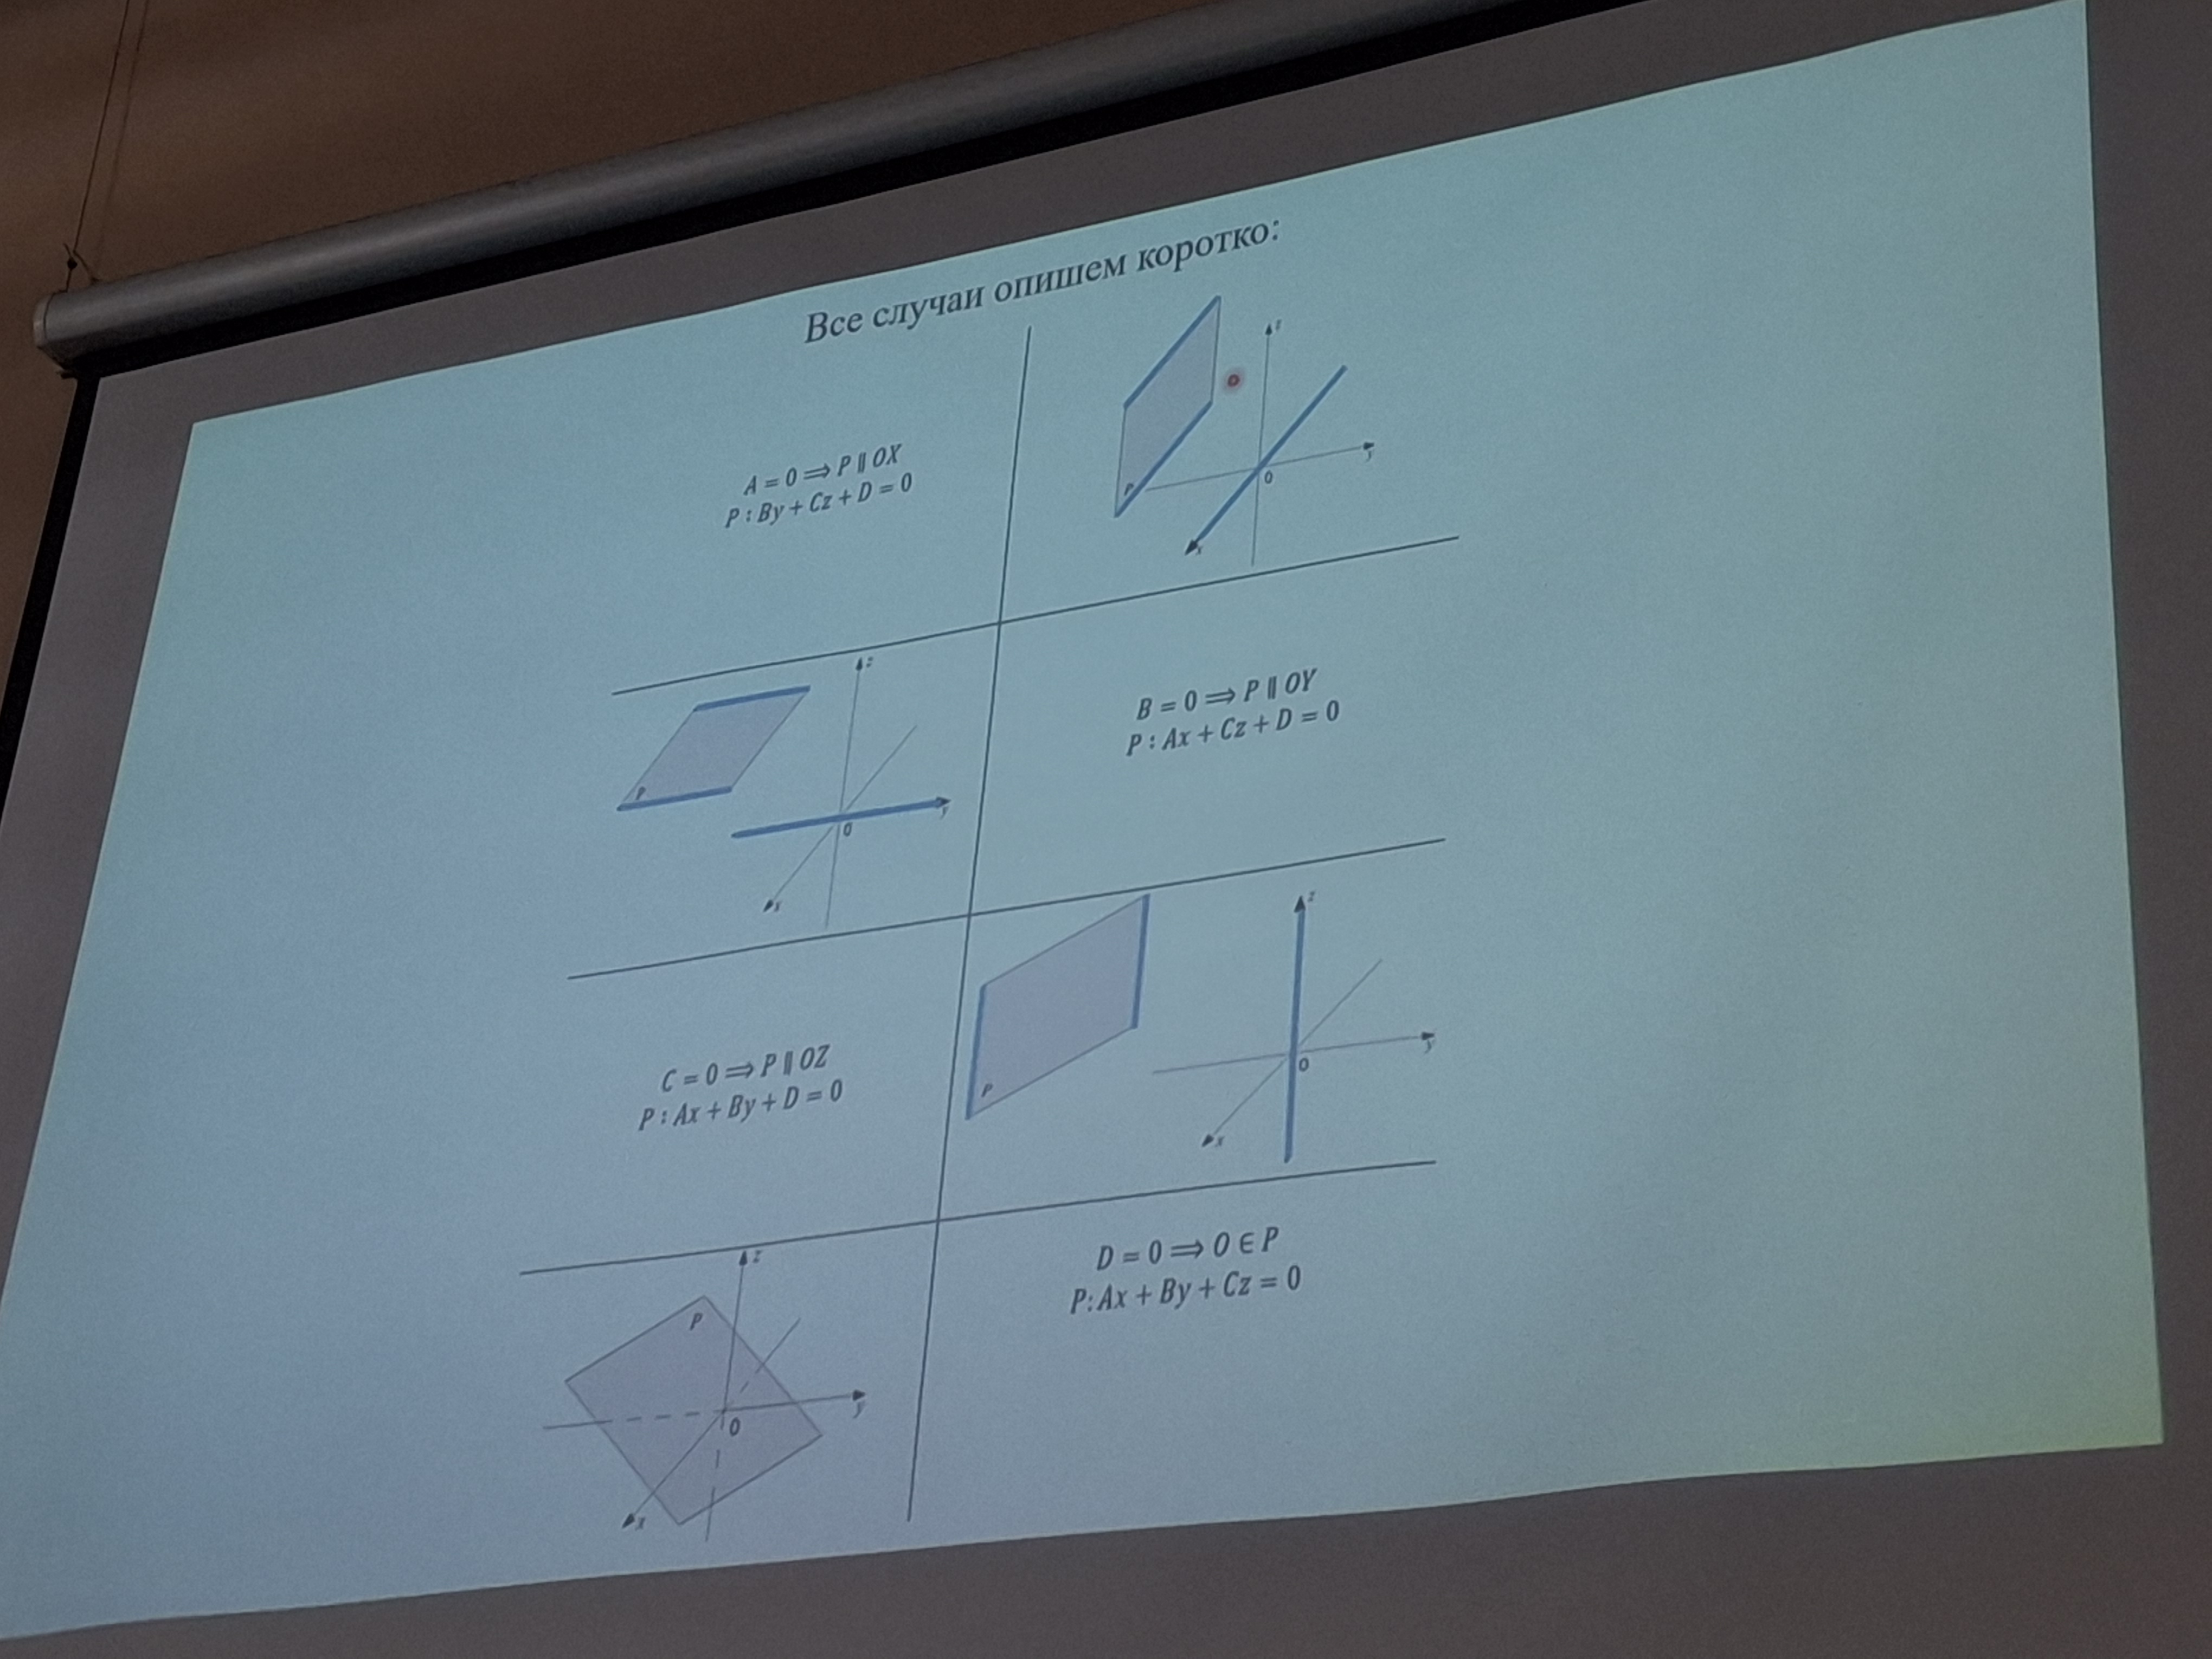 Все случаи опишем коротко:
A = 0 ⟹ P ∥ OX
P : By + Cz + D = 0
z
y
x
O
P
z
y
x
O
P
B = 0 ⟹ P ∥ OY
P : Ax + Cz + D = 0
C = 0 ⟹ P ∥ OZ
P : Ax + By + D = 0
z
y
x
O
P
z
y
x
O
P
D = 0 ⟹ O ∈ P
P: Ax + By + Cz = 0